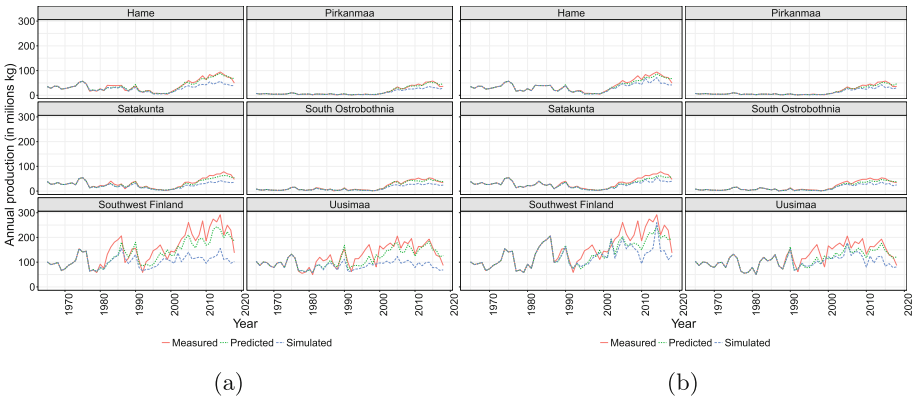 Hame Pirkanmaa Hame Pirkanmaa
300
200
100
0
Satakunta South Ostrobothnia Satakunta South Ostrobothnia
300
200
100
0
Southwest Finland Uusimaa Southwest Finland Uusimaa
300
200
100
0
Annual production (in milions kg)
1970 1980 1990 2000 2010 2020 1970 1980 1990 2000 2010 2020 1970 1980 1990 2000 2010 2020 1970 1980 1990 2000 2010 2020
Year Year
Measured Predicted Simulated Measured Predicted Simulated
(a) (b)